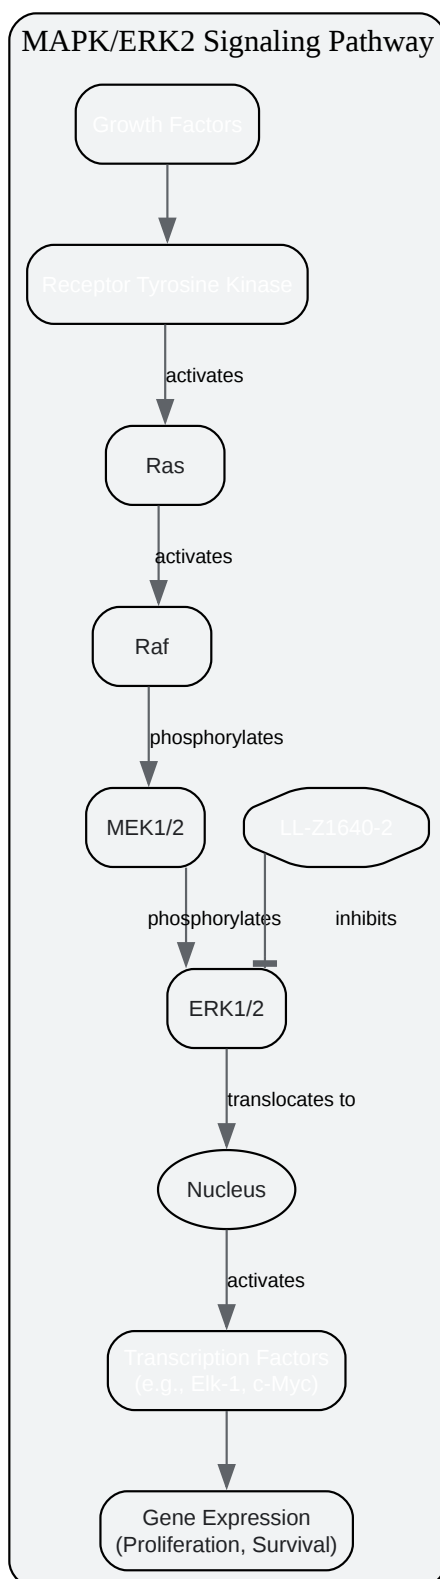 MAPK/ERK2 Signaling Pathway
Growth Factors
Receptor Tyrosine Kinase
activates
Ras
activates
Raf
phosphorylates
MEK1/2
LL-Z1640-2
phosphorylates
inhibits
ERK1/2
translocates to
Nucleus
activates
Transcription Factors
(e.g., Elk-1, c-Myc)
Gene Expression
(Proliferation, Survival)